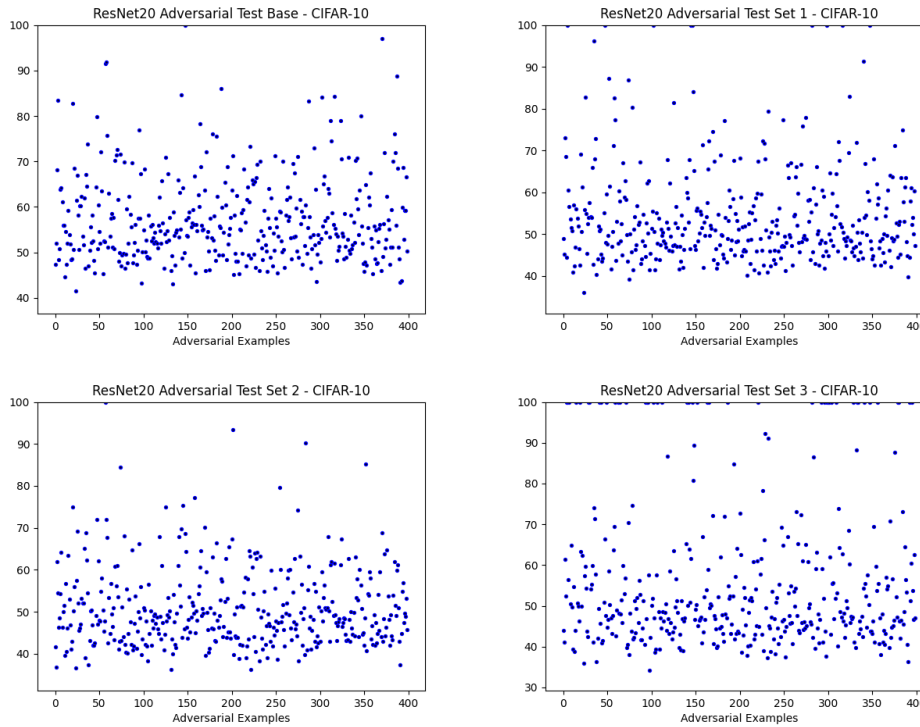 ResNet20 Adversarial Test Base - CIFAR-10
100
90
80
70
60
50
40
0 50 100 150 200 250 300 350 400
Adversarial Examples
ResNet20 Adversarial Test Set 1 - CIFAR-10
100
90
80
70
60
50
40
0 50 100 150 200 250 300 350 400
Adversarial Examples
ResNet20 Adversarial Test Set 2 - CIFAR-10
100
90
80
70
60
50
40
0 50 100 150 200 250 300 350 400
Adversarial Examples
ResNet20 Adversarial Test Set 3 - CIFAR-10
100
90
80
70
60
50
40
30
0 50 100 150 200 250 300 350 400
Adversarial Examples